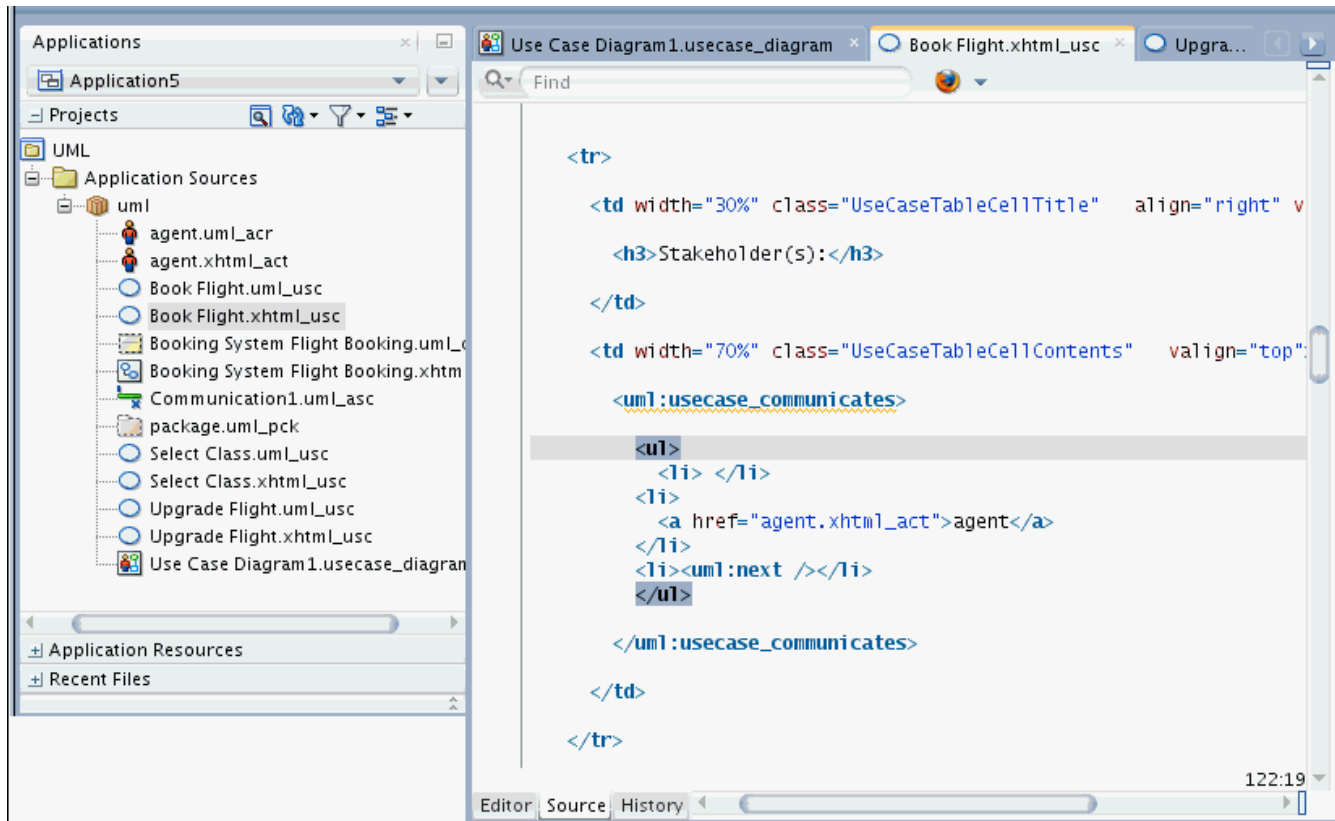 Applications
Application5
Projects
UML
Application Sources
uml
agent.uml_acr
agent.xhtml_act
Book Flight.uml_usc
Book Flight.xhtml_usc
Booking System Flight Booking.uml_
Booking System Flight Booking.xhtm
Communication1.uml_asc
package.uml_pck
Select Class.uml_usc
Select Class.xhtml_usc
Upgrade Flight.uml_usc
Upgrade Flight.xhtml_usc
Use Case Diagram1.usecase_diagran
Application Resources
Recent Files
Use Case Diagram1.usecase_diagram
Book Flight.xhtml_usc
Upgra...
Find
<tr>
<td width="30%" class="UseCaseTableCellTitle" align="right" v
<h3>Stakeholder(s):</h3>
</td>
<td width="70%" class="UseCaseTableCellContents" valign="top"
<uml:usecase_communicates>
<ul>
<li> </li>
<li>
<a href="agent.xhtml_act">agent</a>
</li>
<li><uml:next /></li>
</ul>
</uml:usecase_communicates>
</td>
</tr>
122:19
Editor Source History